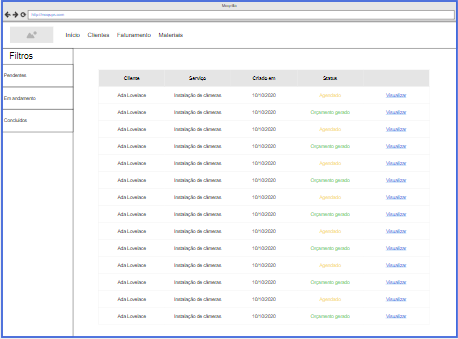 Mogqille
http://mogqups.com
Início Clientes Faturamento Materiais
Filtros
Pendentes
Em andamento
Concluidos
Cliente Serviço Criado em Status
Ada Lovelace Instalação de câmeras 10/10/2020 Agendado Visualizar
Ada Lovelace Instalação de câmeras 10/10/2020 Orçamento gerado Visualizar
Ada Lovelace Instalação de câmeras 10/10/2020 Agendado Visualizar
Ada Lovelace Instalação de câmeras 10/10/2020 Orçamento gerado Visualizar
Ada Lovelace Instalação de câmeras 10/10/2020 Agendado Visualizar
Ada Lovelace Instalação de câmeras 10/10/2020 Orçamento gerado Visualizar
Ada Lovelace Instalação de câmeras 10/10/2020 Agendado Visualizar
Ada Lovelace Instalação de câmeras 10/10/2020 Orçamento gerado Visualizar
Ada Lovelace Instalação de câmeras 10/10/2020 Agendado Visualizar
Ada Lovelace Instalação de câmeras 10/10/2020 Orçamento gerado Visualizar
Ada Lovelace Instalação de câmeras 10/10/2020 Agendado Visualizar
Ada Lovelace Instalação de câmeras 10/10/2020 Orçamento gerado Visualizar
Ada Lovelace Instalação de câmeras 10/10/2020 Agendado Visualizar
Ada Lovelace Instalação de câmeras 10/10/2020 Orçamento gerado Visualizar